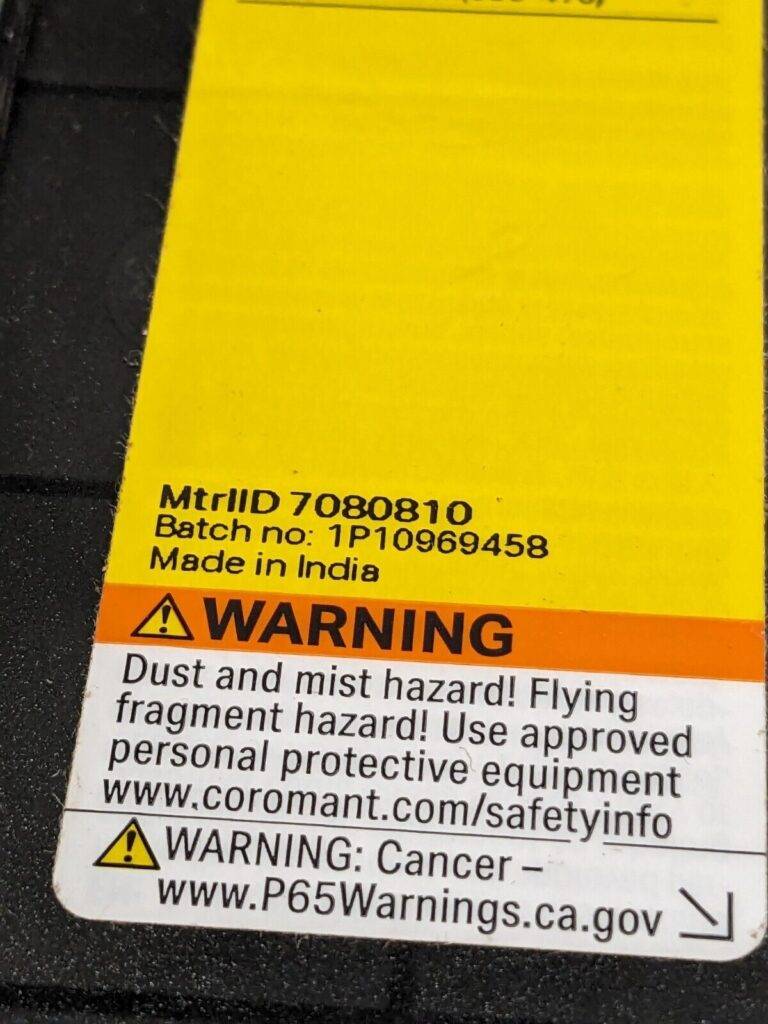 MtrlID 7080810
Batch no: 1P10969458
Made in India
WARNING
Dust and mist hazard! Flying
fragment hazard! Use approved
personal protective equipment
www.coromant.com/safetyinfo
WARNING: Cancer –
www.P65Warnings.ca.gov